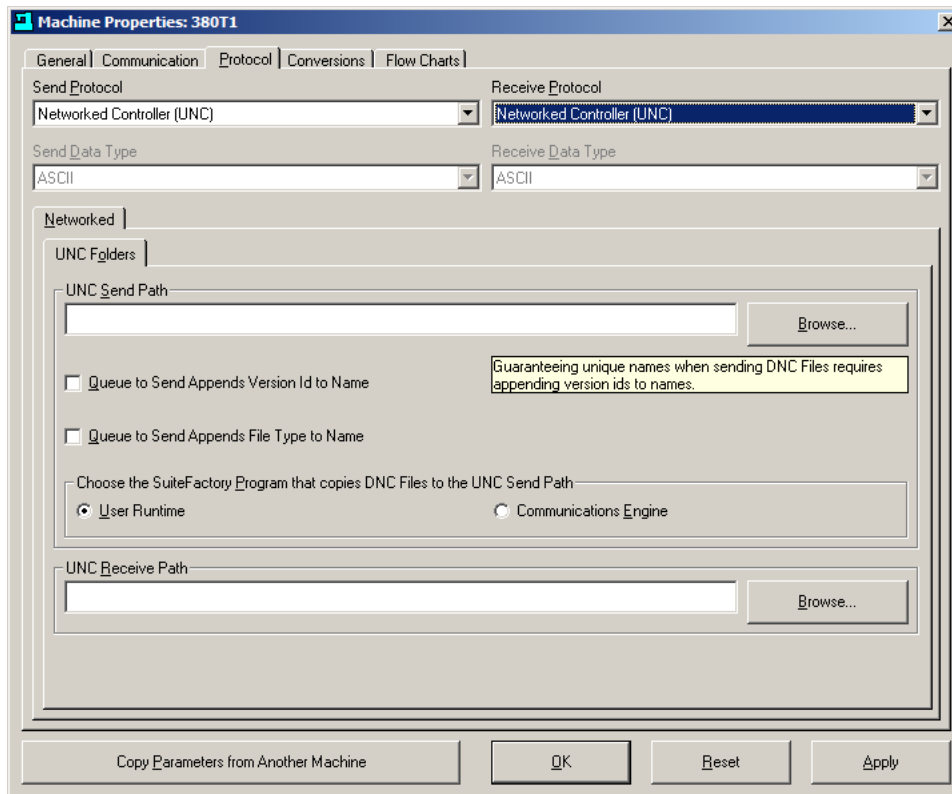 Machine Properties: 380T1
General Communication Protocol Conversions Flow Charts
Send Protocol Receive Protocol
Networked Controller (UNC) Networked Controller (UNC)
Send Data Type Receive Data Type
ASCII ASCII
Networked
UNC Folders
UNC Send Path
Browse...
Queue to Send Appends Version Id to Name
Guaranteeing unique names when sending DNC Files requires
appending version ids to names.
Queue to Send Appends File Type to Name
Choose the SuiteFactory Program that copies DNC Files to the UNC Send Path
User Runtime Communications Engine
UNC Receive Path
Browse...
Copy Parameters from Another Machine OK Reset Apply